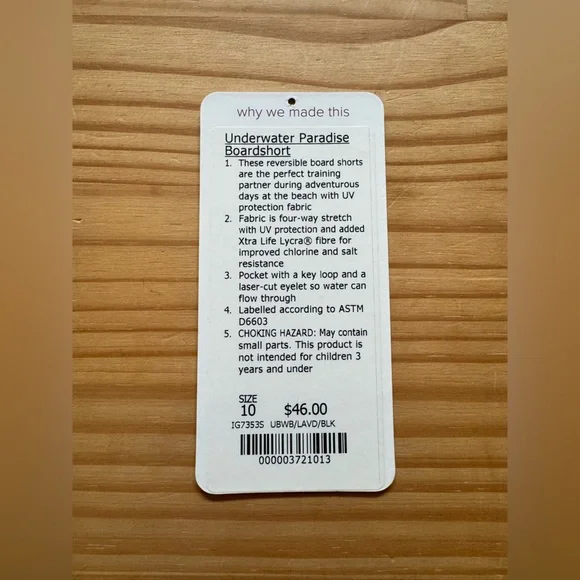 why we made this
Underwater Paradise
Boardshort
1. These reversible board shorts
are the perfect training
partner during adventurous
days at the beach with UV
protection fabric
2. Fabric is four-way stretch
with UV protection and added
Xtra Life Lycra® fibre for
improved chlorine and salt
resistance
3. Pocket with a key loop and a
laser-cut eyelet so water can
flow through
4. Labelled according to ASTM
D6603
5. CHOKING HAZARD: May contain
small parts. This product is
not intended for children 3
years and under
SIZE
10 $46.00
IG7353S UBWB/LAVD/BLK
000003721013